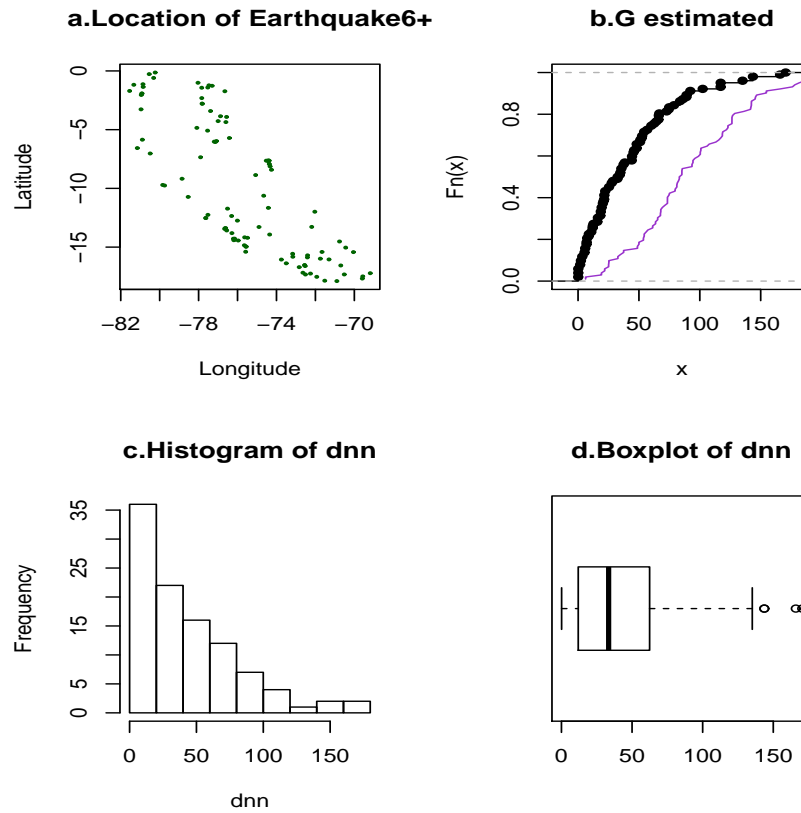 a.Location of Earthquake6+
Latitude
0
−5
−10
−15
−82
−78
−74
−70
Longitude
b.G estimated
Fn(x)
0.8
0.4
0.0
0
50
100
150
x
c.Histogram of dnn
Frequency
35
25
15
5
0
0
50
100
150
dnn
d.Boxplot of dnn
0
50
100
150